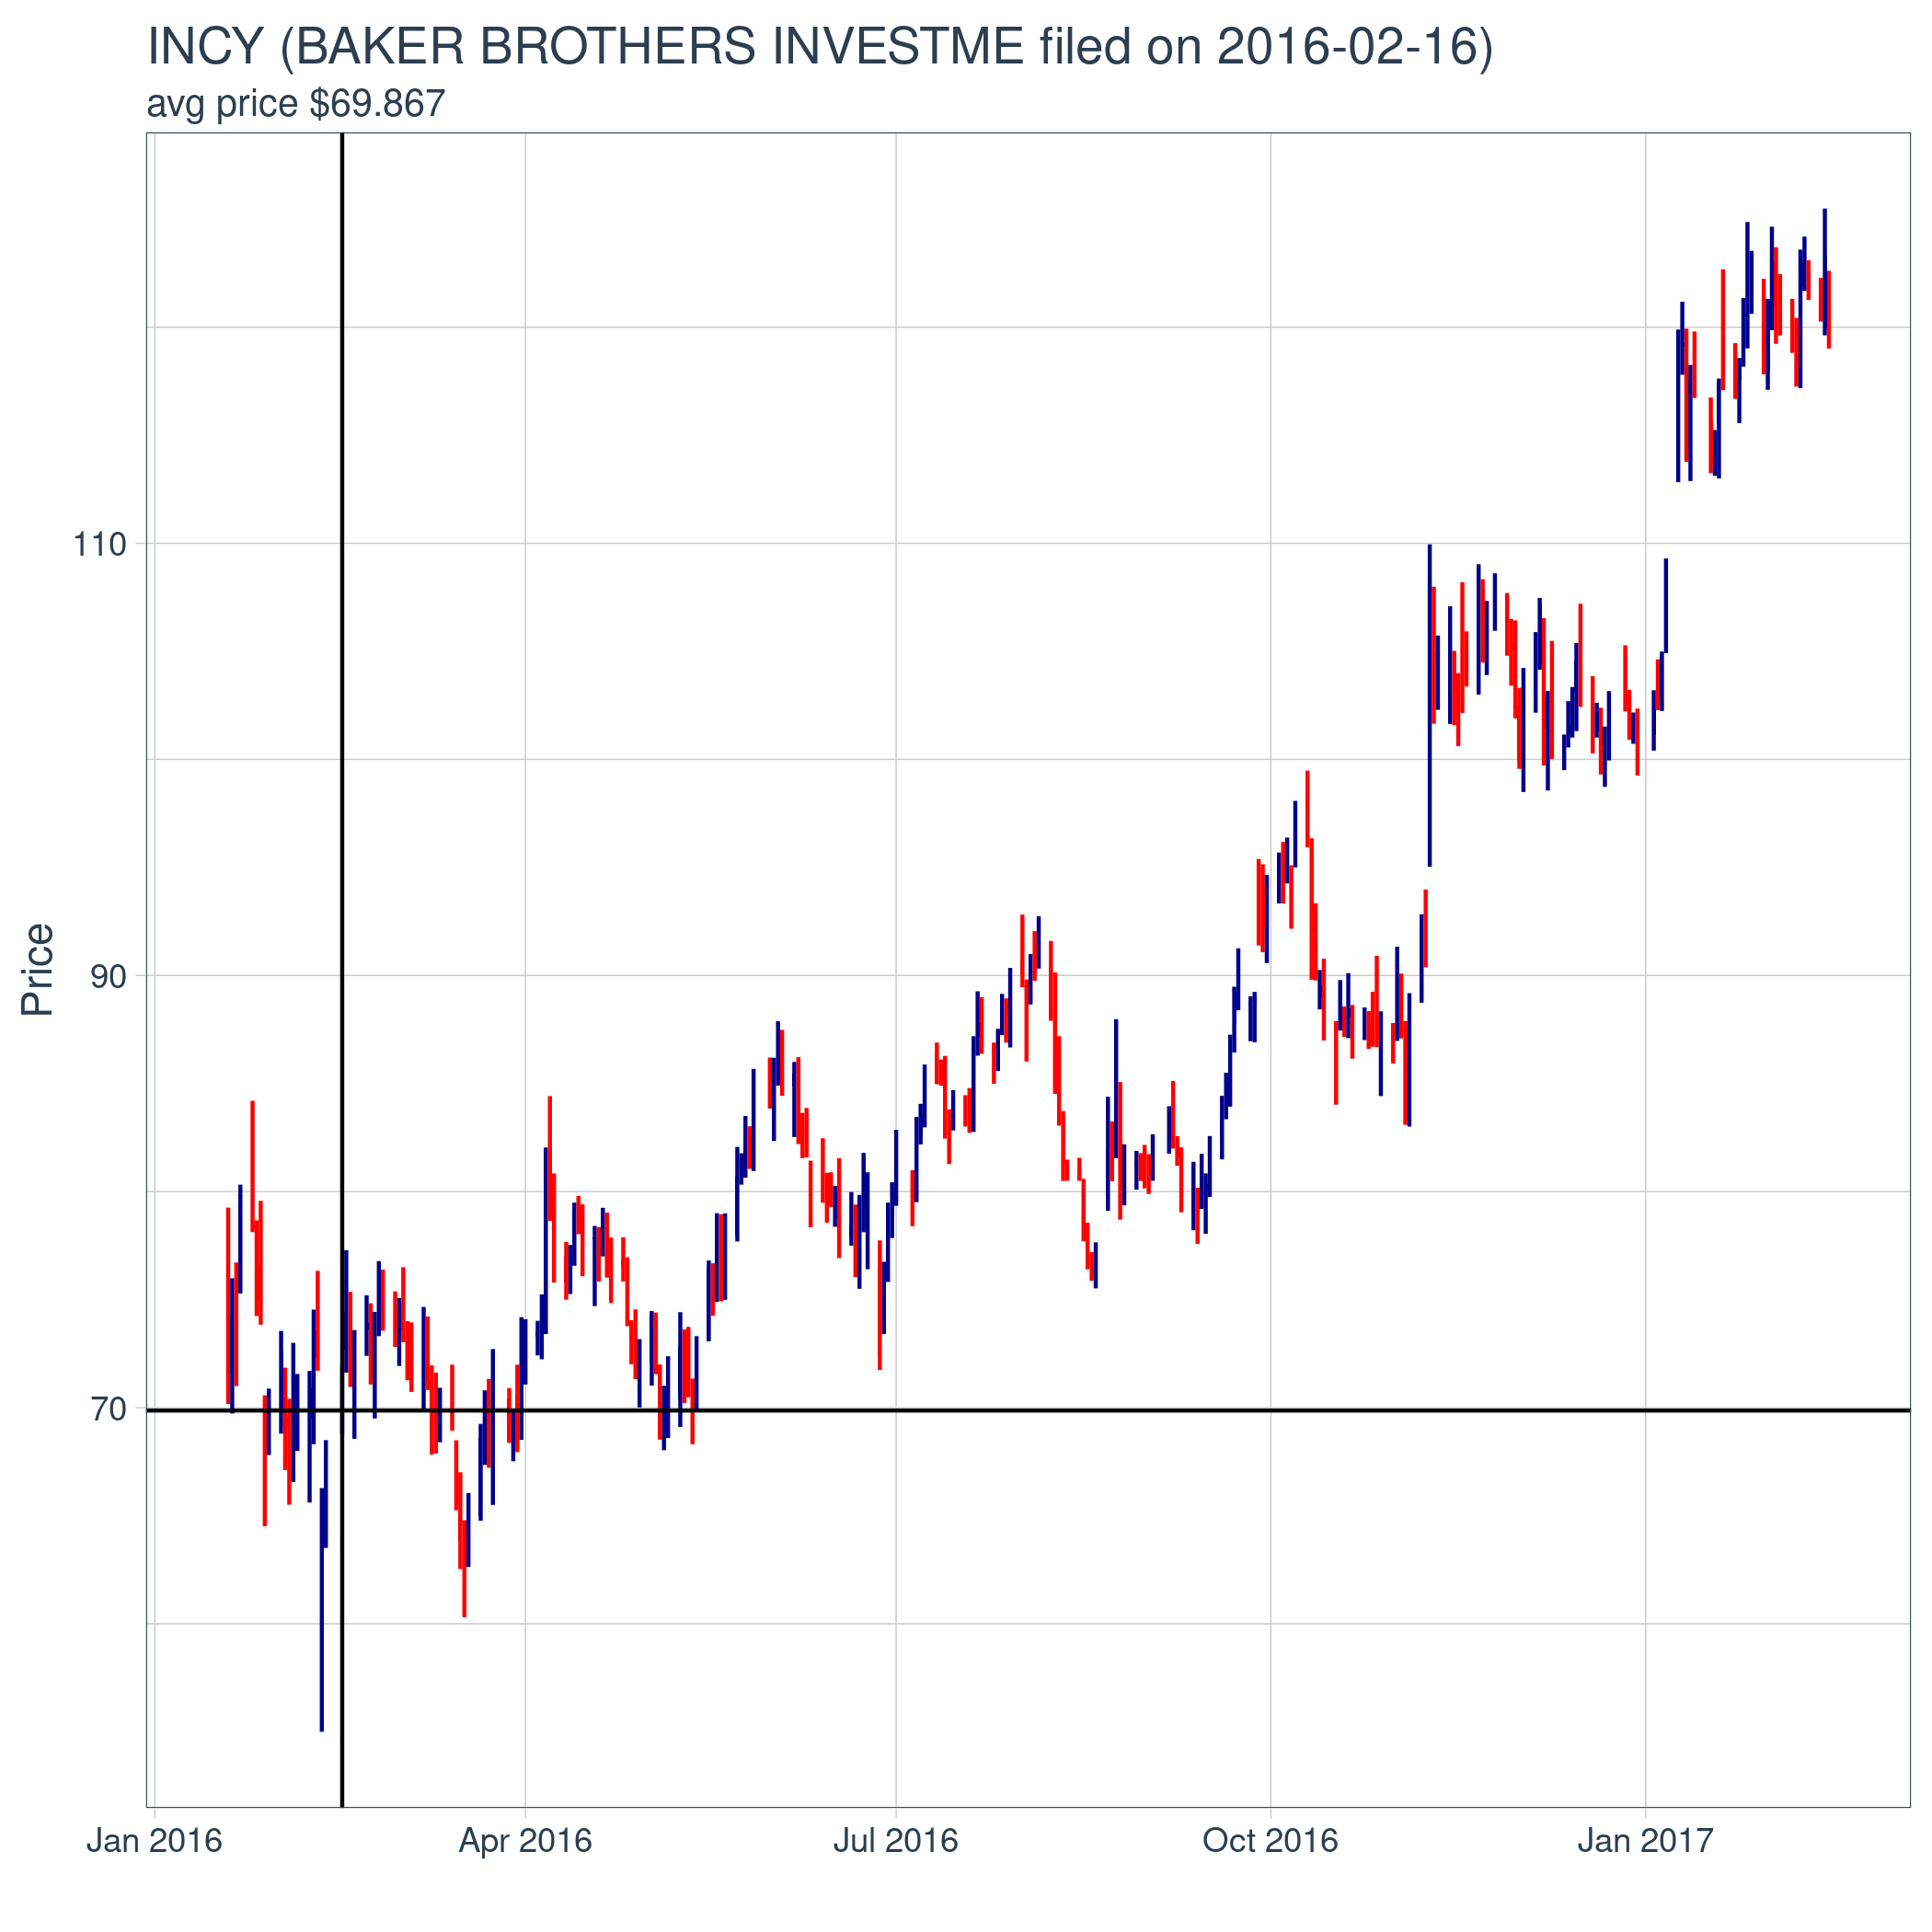 INCY (BAKER BROTHERS INVESTME filed on 2016-02-16)
avg price $69.867
110
90
70
Price
Jan 2016
Apr 2016
Jul 2016
Oct 2016
Jan 2017